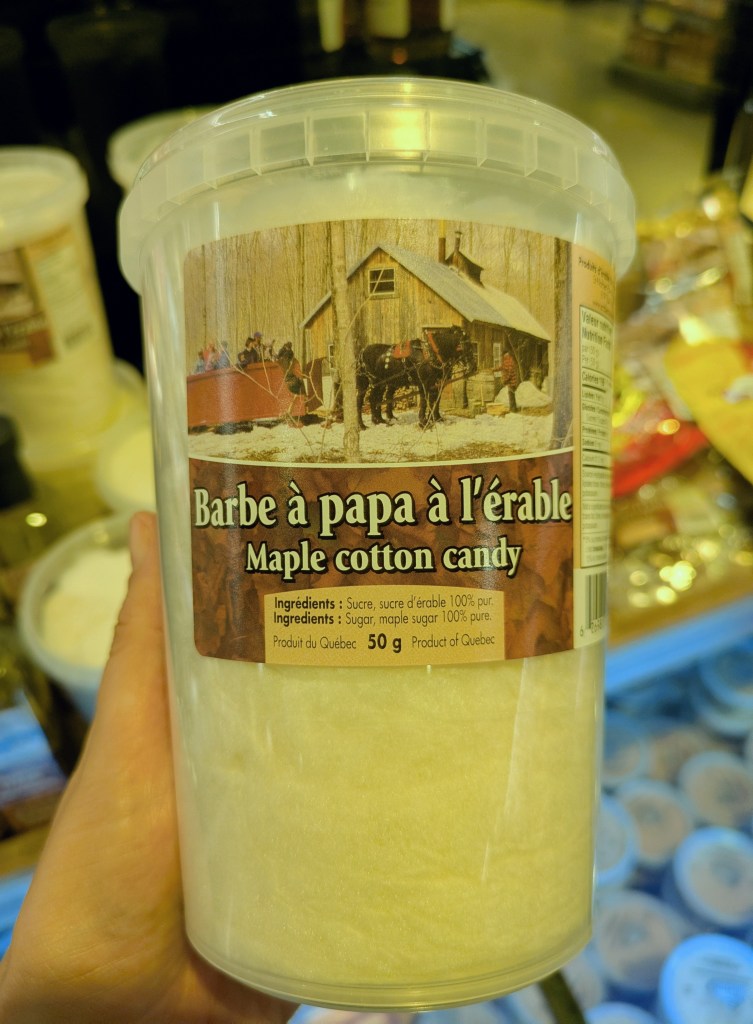 Barbe à papa à l'érable
Maple cotton candy
Ingrédients : Sucre, sucre d'érable 100% pur.
Ingredients : Sugar, maple sugar 100% pure.
Produit du Québec 50 g Product of Quebec